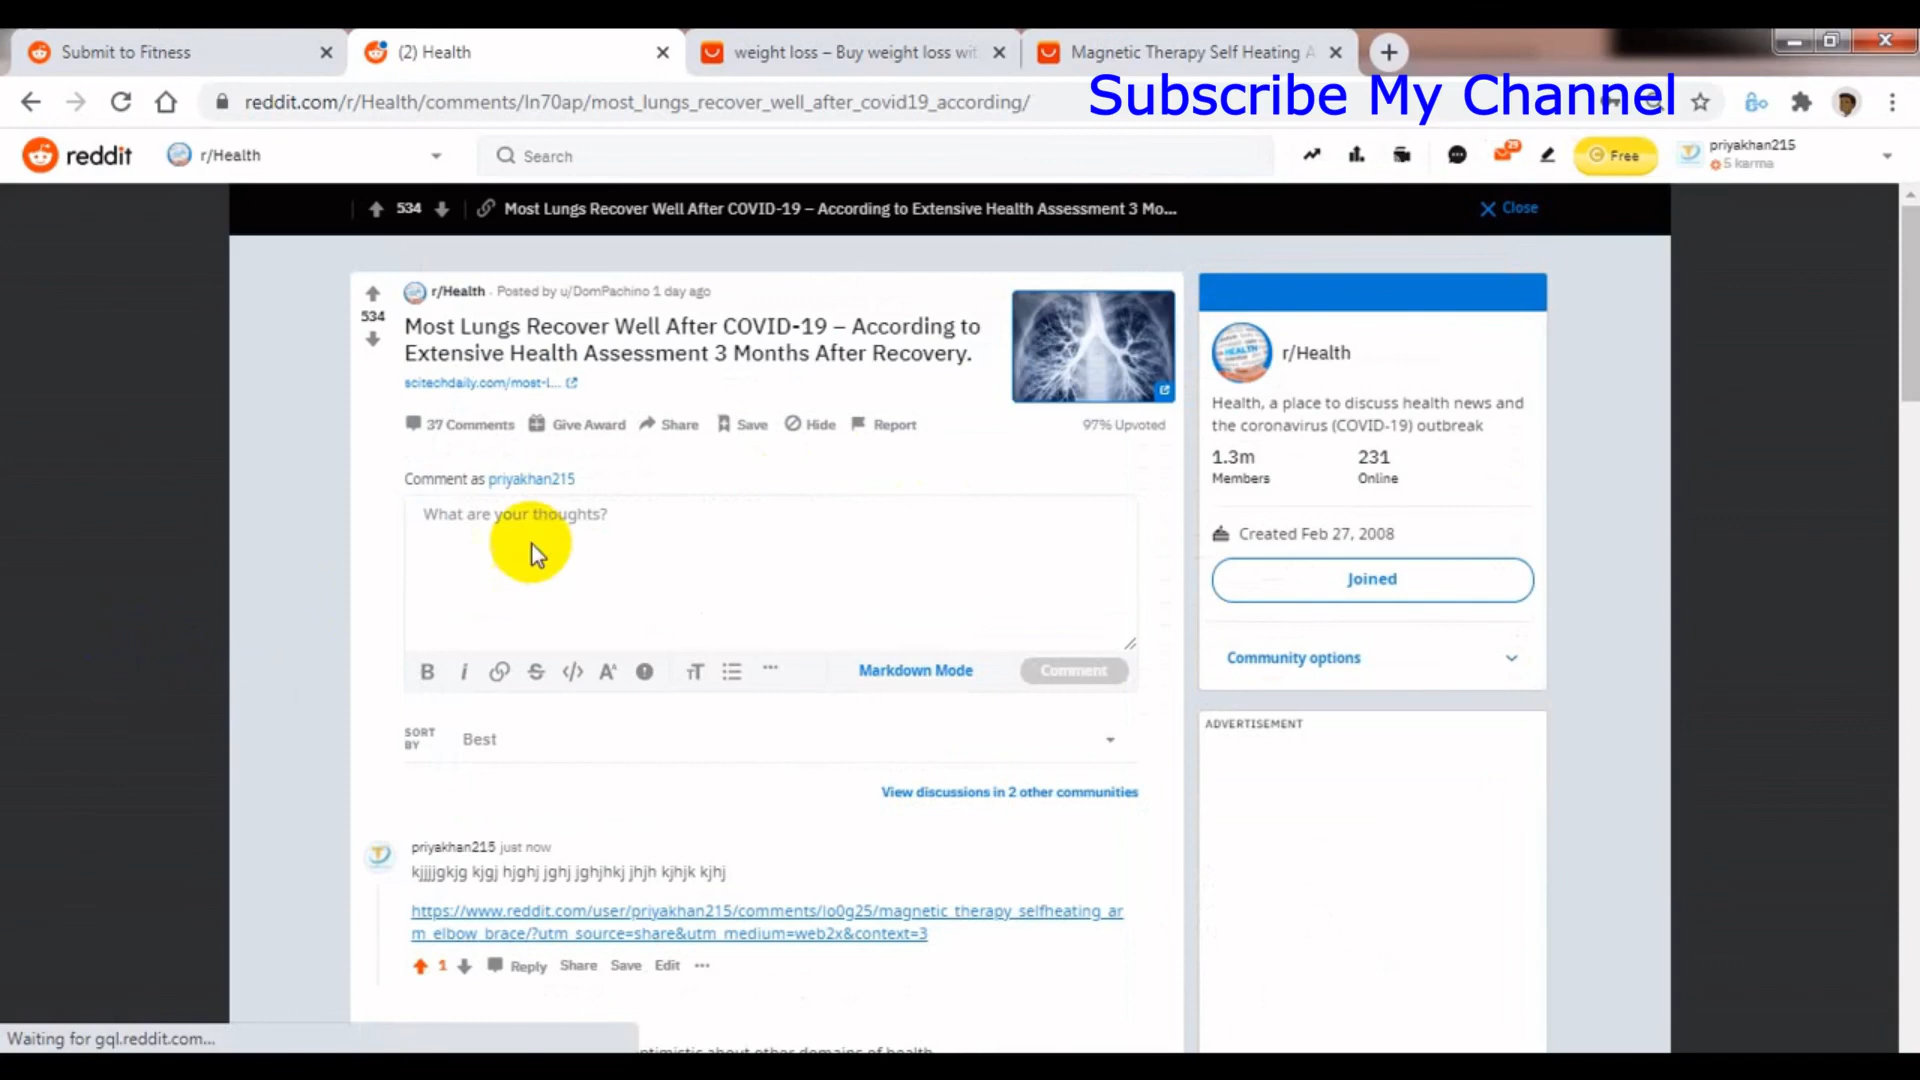 Submit to Fitness
(2) Health
weight loss – Buy weight loss wit
Magnetic Therapy Self Heating A
Subscribe My Channel
reddit.com/r/Health/comments/ln70ap/most_lungs_recover_well_after_covid19_according/
reddit
r/Health
Search
29
Free
priyakhan215
5 karma
534
Most Lungs Recover Well After COVID-19 – According to Extensive Health Assessment 3 Mo...
Close
r/Health · Posted by u/DomPachino 1 day ago
534
Most Lungs Recover Well After COVID-19 – According to
Extensive Health Assessment 3 Months After Recovery.
scitechdaily.com/most-l...
37 Comments
Give Award
Share
Save
Hide
Report
97% Upvoted
Comment as priyakhan215
What are your thoughts?
Markdown Mode
Comment
SORT
BY
Best
View discussions in 2 other communities
priyakhan215 just now
kjjjjgkjg kjgj hjghj jghj jghjhkj jhjh kjhjk kjhj
https://www.reddit.com/user/priyakhan215/comments/lo0g25/magnetic_therapy_selfheating_ar
m_elbow_brace/?utm_source=share&utm_medium=web2x&context=3
1
Reply
Share
Save
Edit
r/Health
HEALTH
Health, a place to discuss health news and
the coronavirus (COVID-19) outbreak
1.3m
231
Members
Online
Created Feb 27, 2008
Joined
Community options
ADVERTISEMENT
Waiting for gql.reddit.com...
about other domains of health